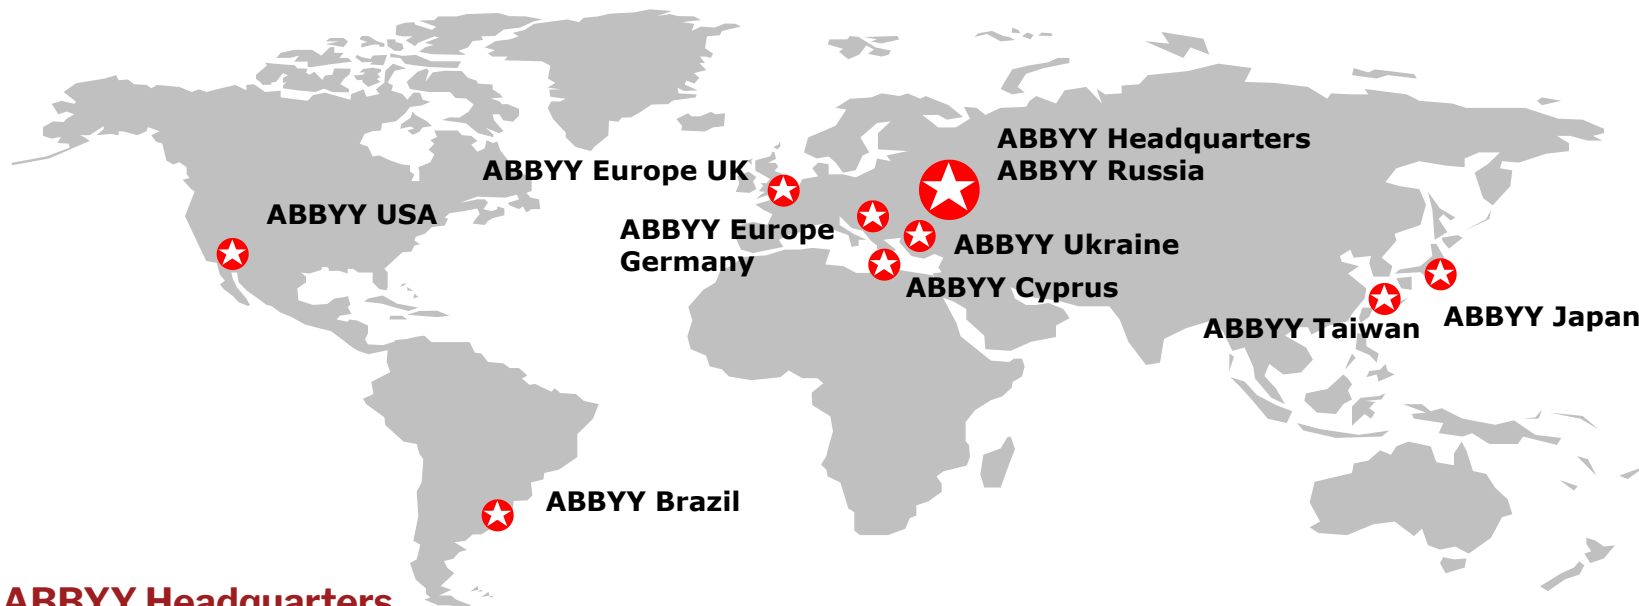 ABBYY Headquarters
ABBYY Russia
ABBYY Europe UK
ABBYY USA
ABBYY Europe
Germany
ABBYY Ukraine
ABBYY Cyprus
ABBYY Taiwan
ABBYY Japan
ABBYY Brazil
ABBYY Headquarters